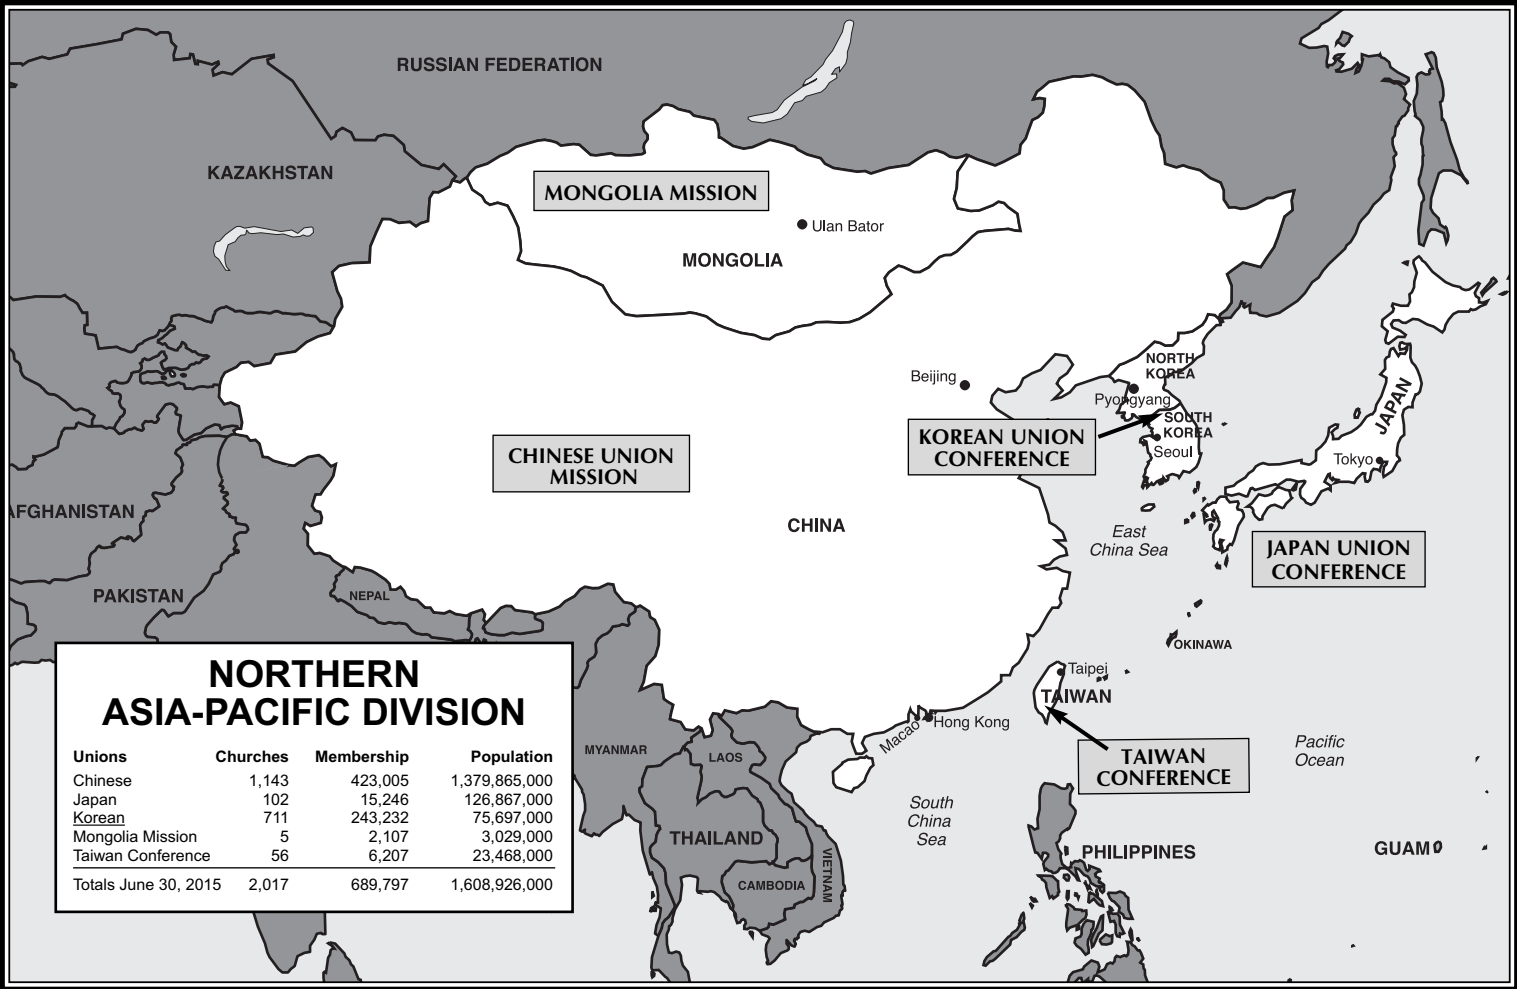 RUSSIAN FEDERATION
KAZAKHSTAN
MONGOLIA MISSION
Ulan Bator
MONGOLIA
NORTH
KOREA
Beijing
Pyongyang
JAPAN
SOUTH
KOREA
KOREAN UNION
CONFERENCE
Seoul
Tokyo
CHINESE UNION
MISSION
AFGHANISTAN
CHINA
East
China Sea
JAPAN UNION
CONFERENCE
PAKISTAN
NEPAL
OKINAWA
Taipei
TAIWAN
Macao
Hong Kong
MYANMAR
LAOS
TAIWAN
CONFERENCE
Pacific
Ocean
South
China
Sea
THAILAND
VIETNAM
CAMBODIA
PHILIPPINES
GUAM
NORTHERN
ASIA-PACIFIC DIVISION
Unions Churches Membership Population
Chinese 1,143 423,005 1,379,865,000
Japan 102 15,246 126,867,000
Korean 711 243,232 75,697,000
Mongolia Mission 5 2,107 3,029,000
Taiwan Conference 56 6,207 23,468,000
Totals June 30, 2015 2,017 689,797 1,608,926,000